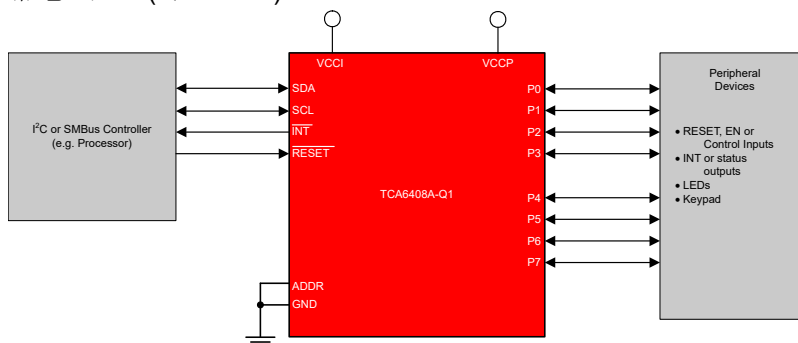 VCCI
VCCP
SDA
SCL
INT
RESET
I²C or SMBus Controller
(e.g. Processor)
TCA6408A-Q1
ADDR
GND
P0
P1
P2
P3
P4
P5
P6
P7
Peripheral
Devices
• RESET, EN or
Control Inputs
• INT or status
outputs
• LEDs
• Keypad